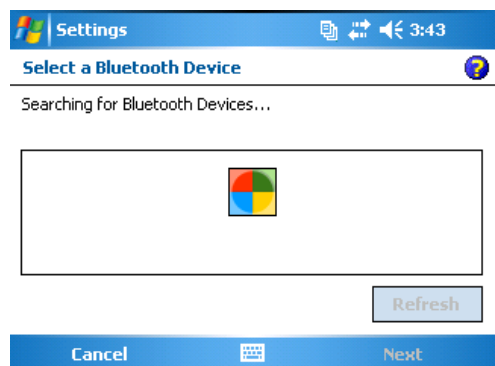 Settings 3:43
Select a Bluetooth Device
Searching for Bluetooth Devices...
Refresh
Cancel Next